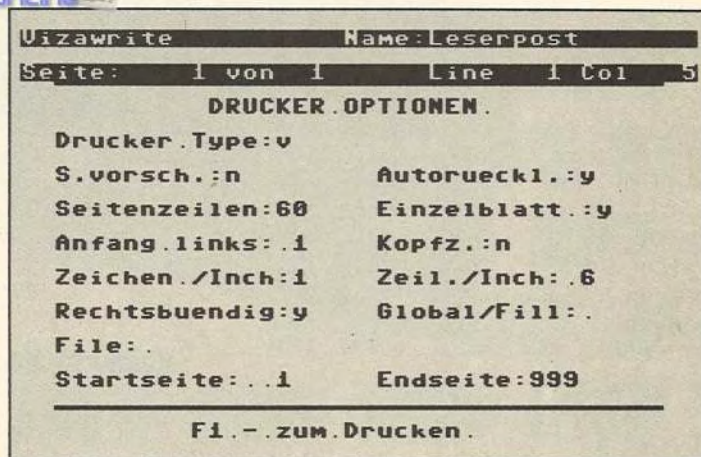 Vizawrite Name:Leserpost
Seite: 1 von 1 Line 1 Col 5
DRUCKER.OPTIONEN.
Drucker.Type:v
S.vorsch.:n Autorueckl.:y
Seitenzeilen:60 Einzelblatt.:y
Anfang.links:.1 Kopfz.:n
Zeichen./Inch:1 Zeil./Inch:.6
Rechtsbuendig:y Global/Fill:.
File:.
Startseite:..1 Endseite:999
F1.-.zum.Drucken.